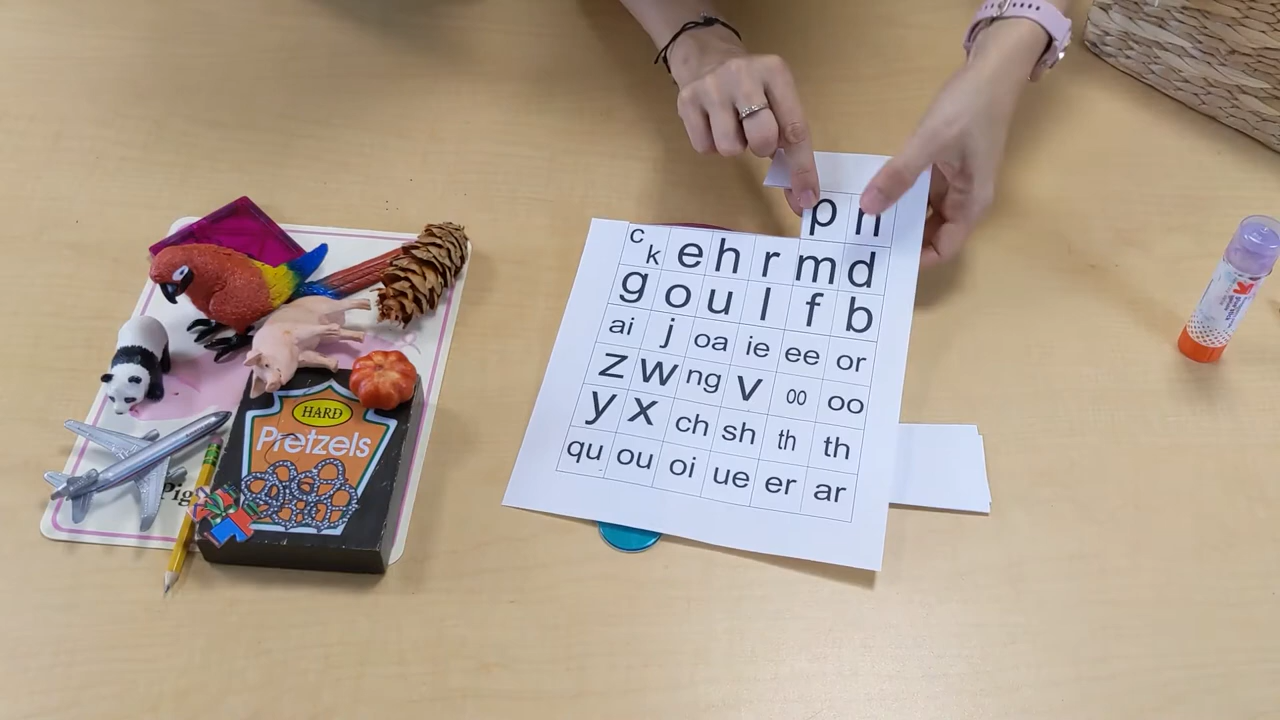 p n
c k e h r m d
g o u l f b
ai j oa ie ee or
z w ng v oo oo
y x ch sh th th
qu ou oi ue er ar
HARD
Pretzels
Pig